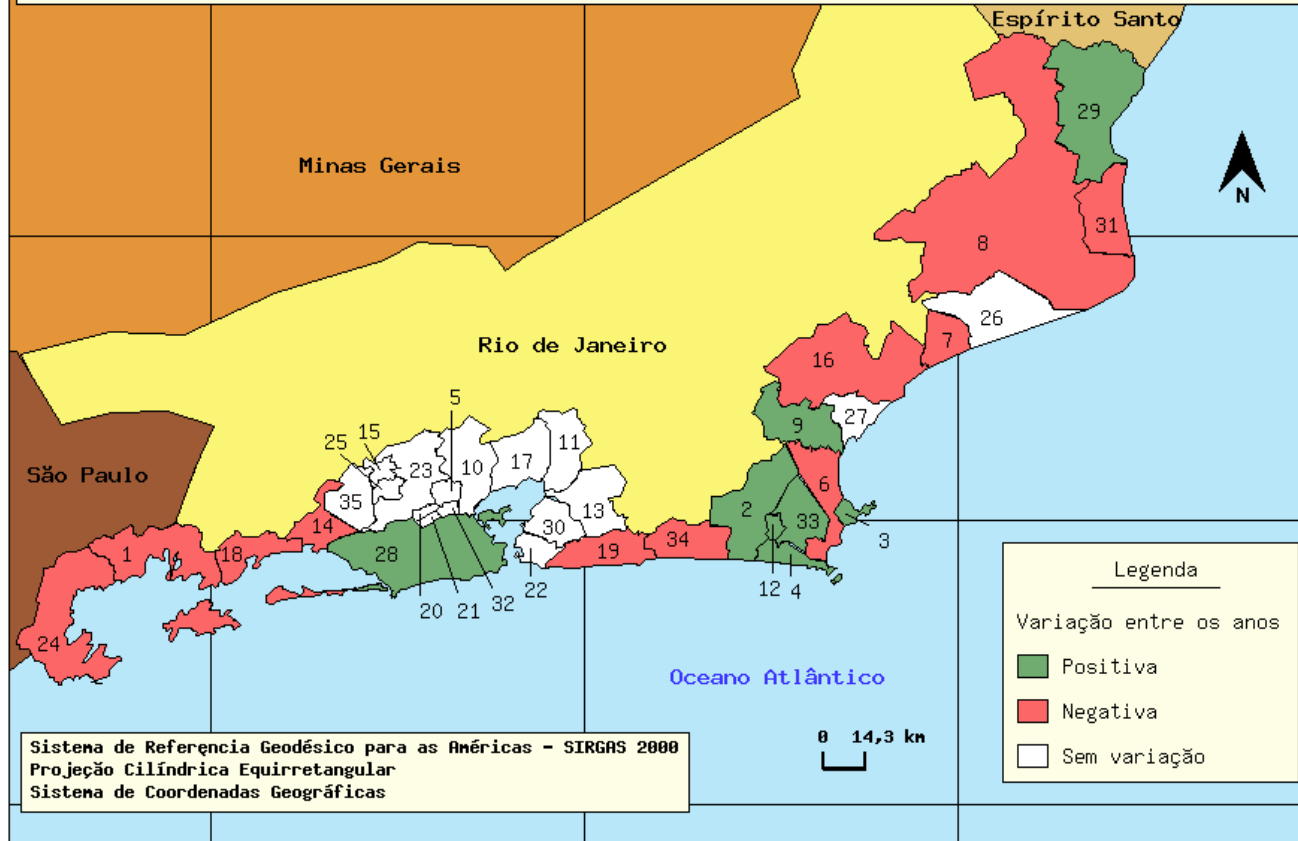 Espírito Santo
29
Minas Gerais
N
31
8
26
7
Rio de Janeiro
16
5
27
15
9
25
11
23
10
17
São Paulo
6
35
2
13
33
14
30
12
3
28
1
18
19
34
22
4
32
20
21
24
Legenda
Variação entre os anos
Positiva
Negativa
Sem variação
Oceano Atlântico
0 14,3 km
Sistema de Referęncia Geodésico para as Américas - SIRGAS 2000
Projeção Cilíndrica Equirretangular
Sistema de Coordenadas Geográficas